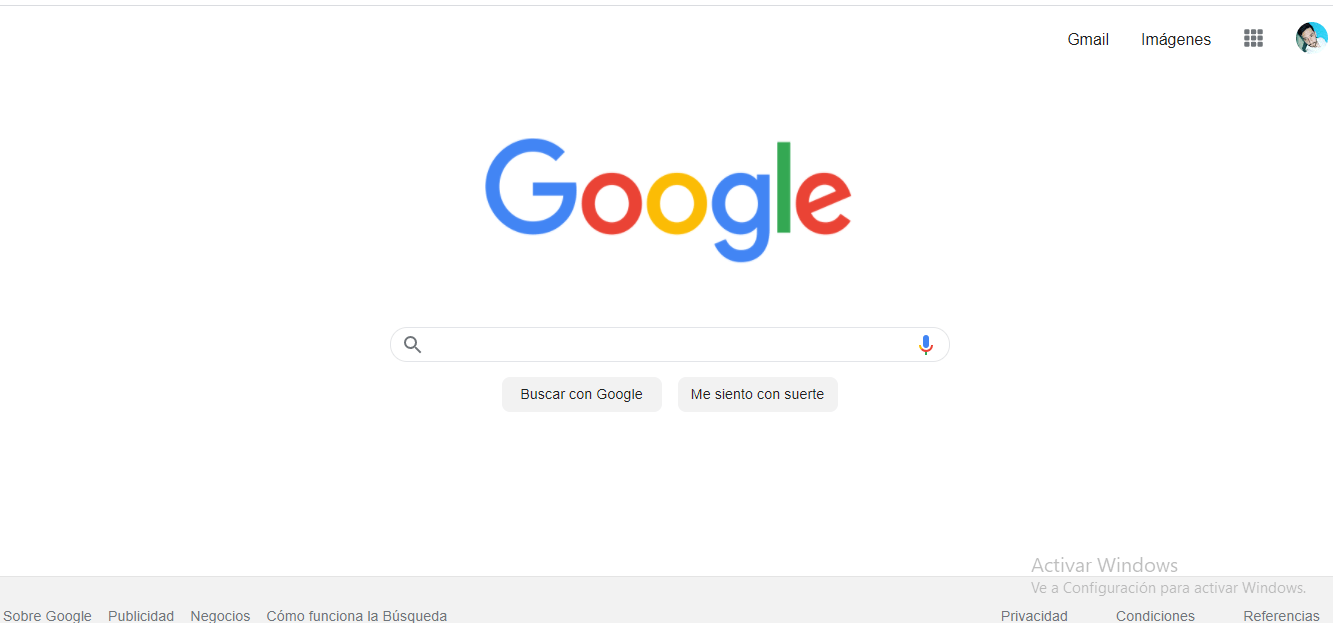 Gmail Imágenes
Google
Buscar con Google Me siento con suerte
Activar Windows
Ve a Configuración para activar Windows.
Sobre Google Publicidad Negocios Cómo funciona la Búsqueda Privacidad Condiciones Referencias